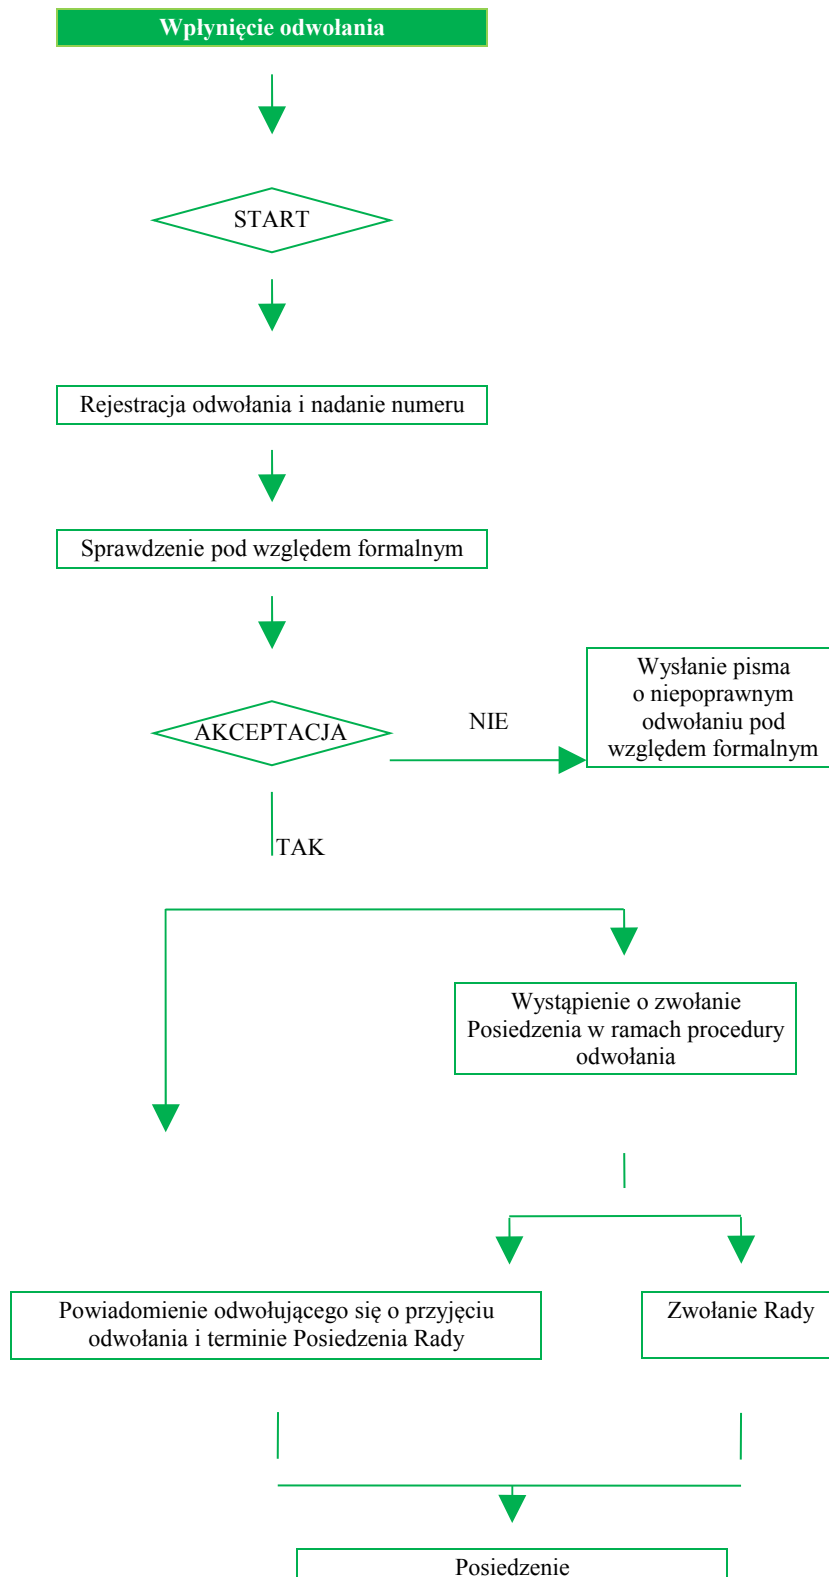 Wpłynięcie odwołania
START
Rejestracja odwołania i nadanie numeru
Sprawdzenie pod względem formalnym
AKCEPTACJA
NIE
Wysłanie pisma
o niepoprawnym
odwołaniu pod
względem formalnym
TAK
Wystąpienie o zwołanie
Posiedzenia w ramach procedury
odwołania
Powiadomienie odwołującego się o przyjęciu
odwołania i terminie Posiedzenia Rady
Zwołanie Rady
Posiedzenie